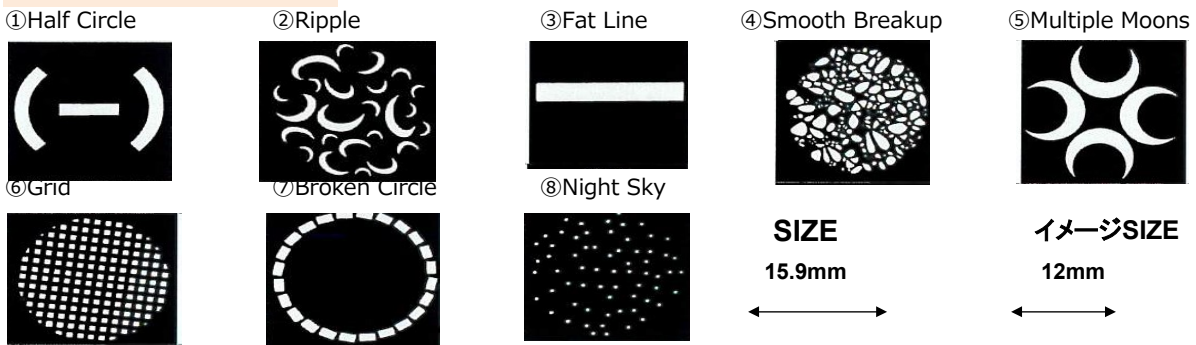 ①Half Circle
②Ripple
③Fat Line
④Smooth Breakup
⑤Multiple Moons
⑥Grid
⑦Broken Circle
⑧Night Sky
SIZE
イメージSIZE
15.9mm
12mm